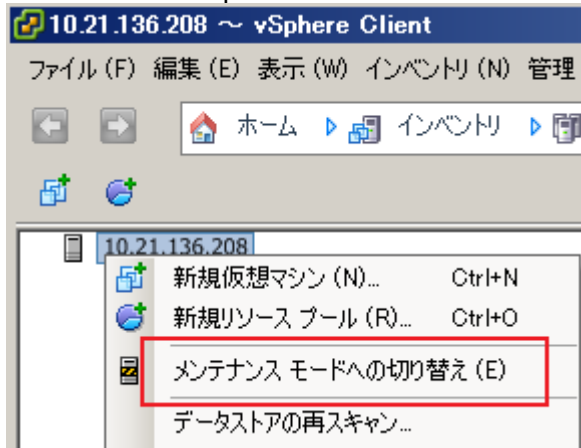 10.21.136.208 ～ vSphere Client
ファイル (F) 編集 (E) 表示 (W) インベントリ (N) 管理
ホーム インベントリ
10.21.136.208
新規仮想マシン (N)... Ctrl+N
新規リソース プール (R)... Ctrl+O
メンテナンス モードへの切り替え (E)
データストアの再スキャン...